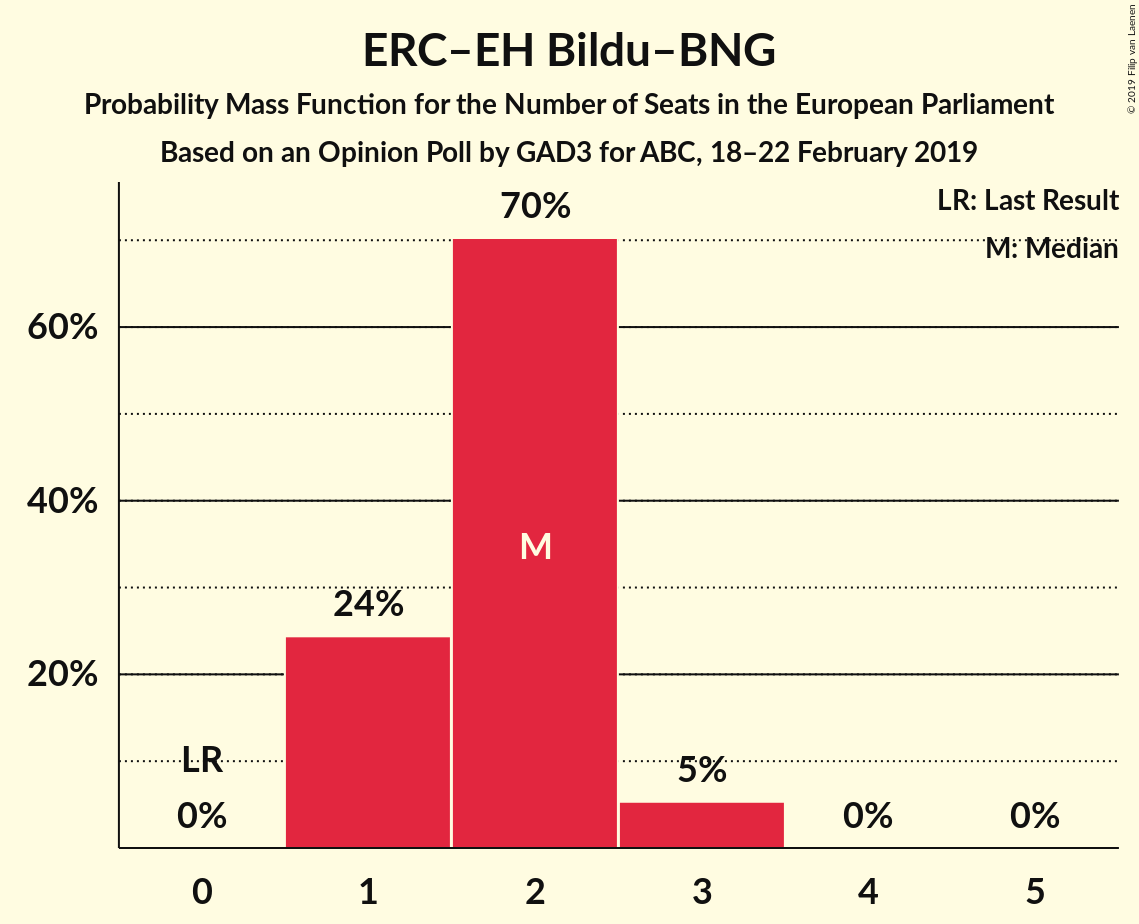 ERC–EH Bildu–BNG
Probability Mass Function for the Number of Seats in the European Parliament
Based on an Opinion Poll by GAD3 for ABC, 18–22 February 2019
© 2019 Filip van Laenen
LR: Last Result
M: Median
70%
60%
40%
M
24%
20%
LR
5%
0%
0%
0%
0 1 2 3 4 5